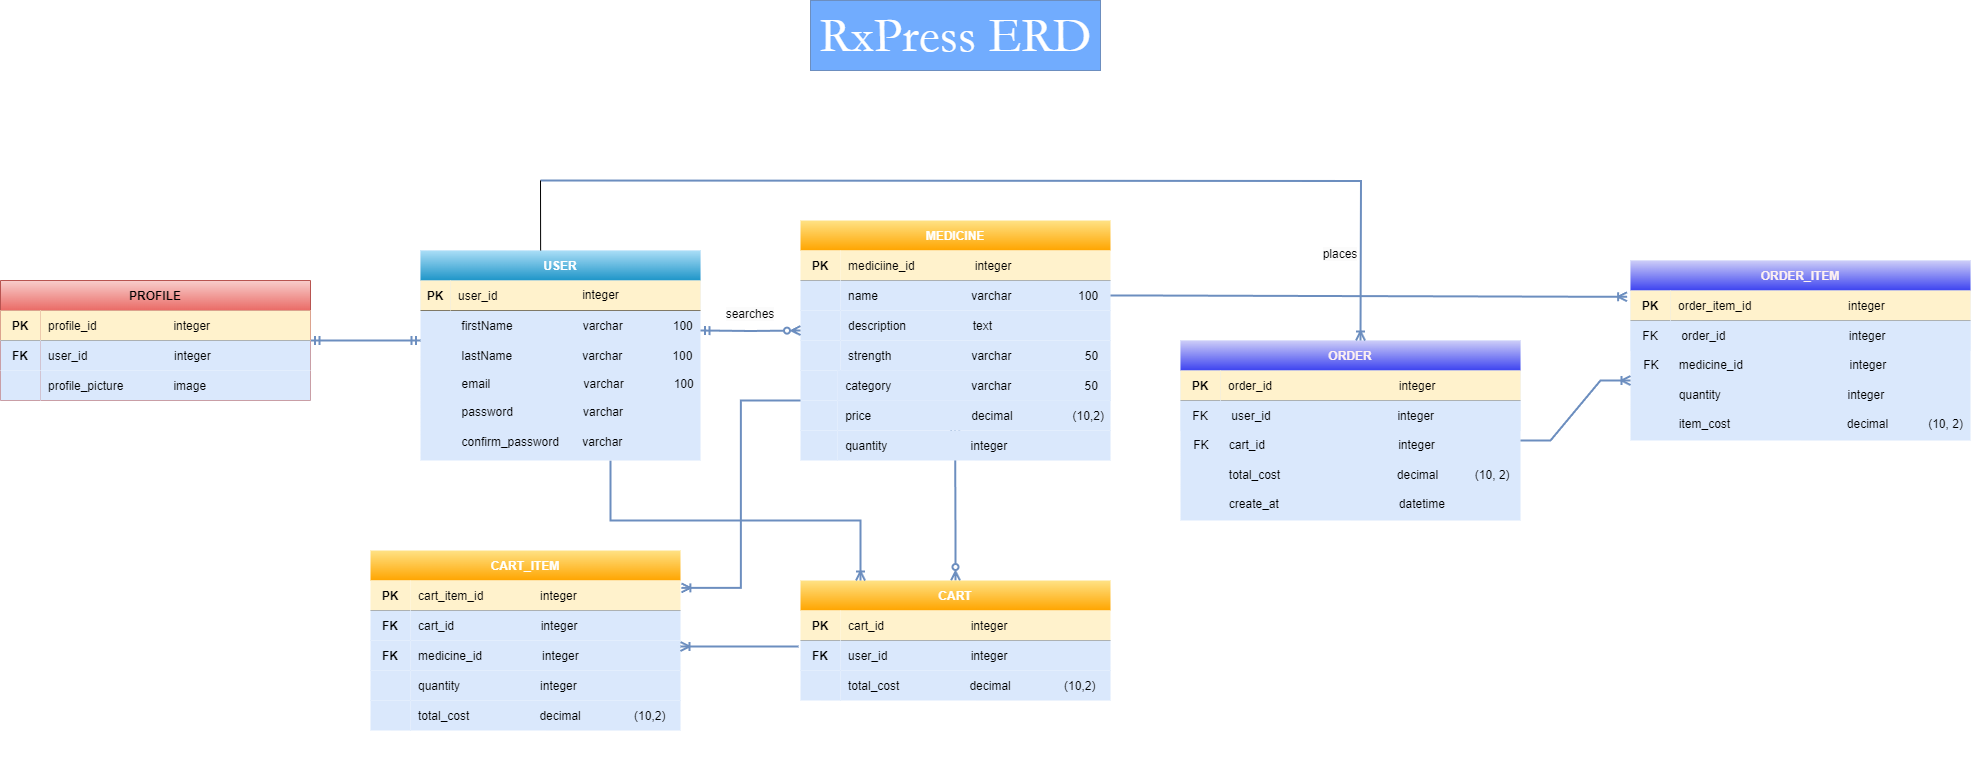 RxPress ERD
PROFILE
PK profile_id integer
FK user_id integer
profile_picture image
USER
PK user_id integer
firstName varchar 100
lastName varchar 100
email varchar 100
password varchar
confirm_password varchar
searches
MEDICINE
PK mediciine_id integer
name varchar 100
description text
strength varchar 50
category varchar 50
price decimal (10,2)
quantity integer
places
ORDER
PK order_id integer
FK user_id integer
FK cart_id integer
total_cost decimal (10, 2)
create_at datetime
ORDER_ITEM
PK order_item_id integer
FK order_id integer
FK medicine_id integer
quantity integer
item_cost decimal (10, 2)
CART_ITEM
PK cart_item_id integer
FK cart_id integer
FK medicine_id integer
quantity integer
total_cost decimal (10,2)
CART
PK cart_id integer
FK user_id integer
total_cost decimal (10,2)